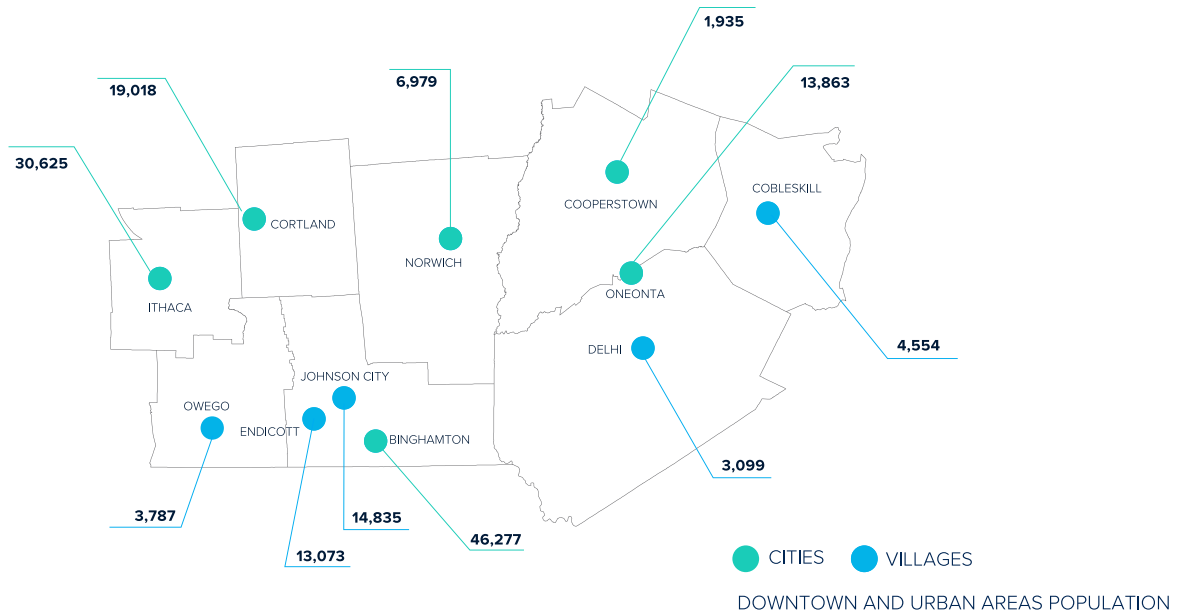 1,935
19,018
6,979
13,863
30,625
COBLESKILL
COOPERSTOWN
CORTLAND
NORWICH
ONEONTA
ITHACA
DELHI
4,554
JOHNSON CITY
OWEGO
ENDICOTT
BINGHAMTON
3,099
3,787
14,835
46,277
13,073
CITIES
VILLAGES
DOWNTOWN AND URBAN AREAS POPULATION